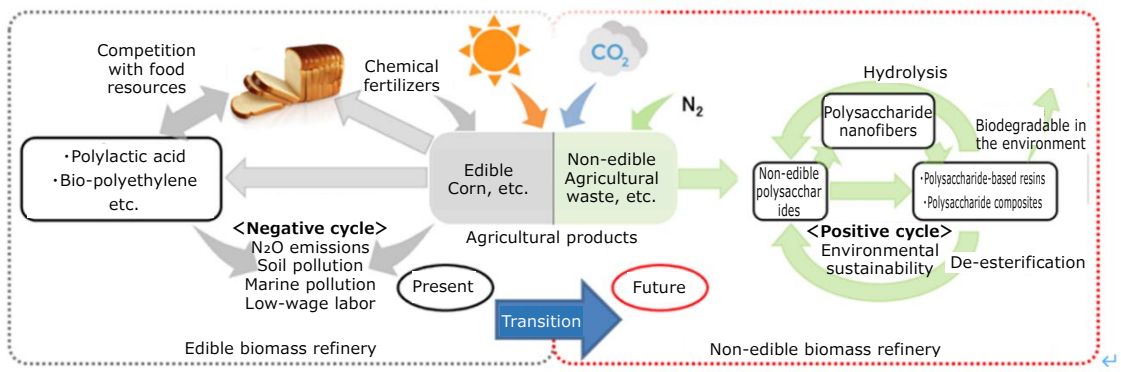 Competition
with food
resources
Chemical
fertilizers
CO₂
N₂
Hydrolysis
Polysaccharide
nanofibers
Biodegradable in
the environment
・Polylactic acid
・Bio-polyethylene
etc.
Edible
Corn, etc.
Non-edible
Agricultural
waste, etc.
Non-edible
polysacchar
ides
・Polysaccharide-based resins
・Polysaccharide composites
<Negative cycle>
N₂O emissions
Soil pollution
Marine pollution
Low-wage labor
Agricultural products
<Positive cycle>
Environmental
sustainability
De-esterification
Present
Transition
Future
Edible biomass refinery
Non-edible biomass refinery
↵